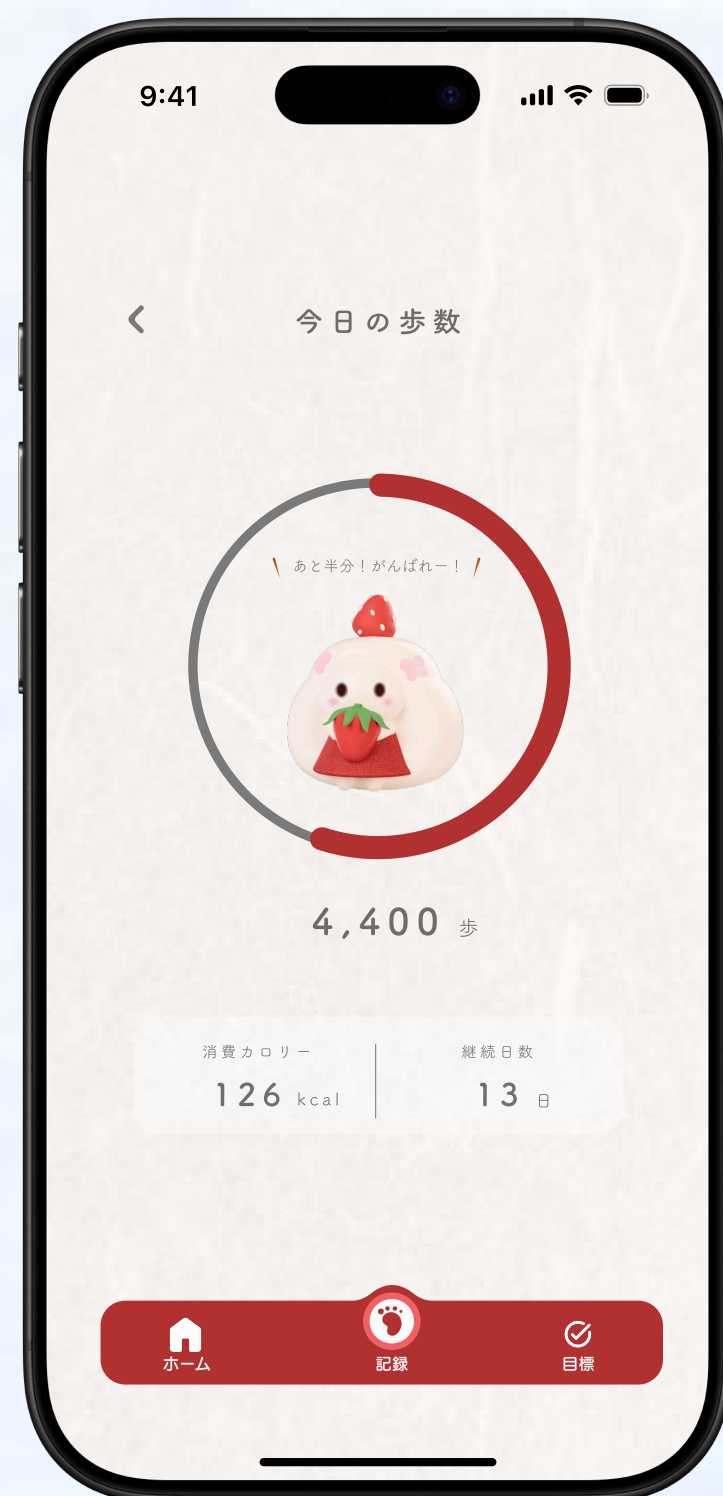 9:41
今日の歩数
あと半分！がんばれー！
4,400 歩
消費カロリー
126 kcal
継続日数
13 日
ホーム
記録
目標